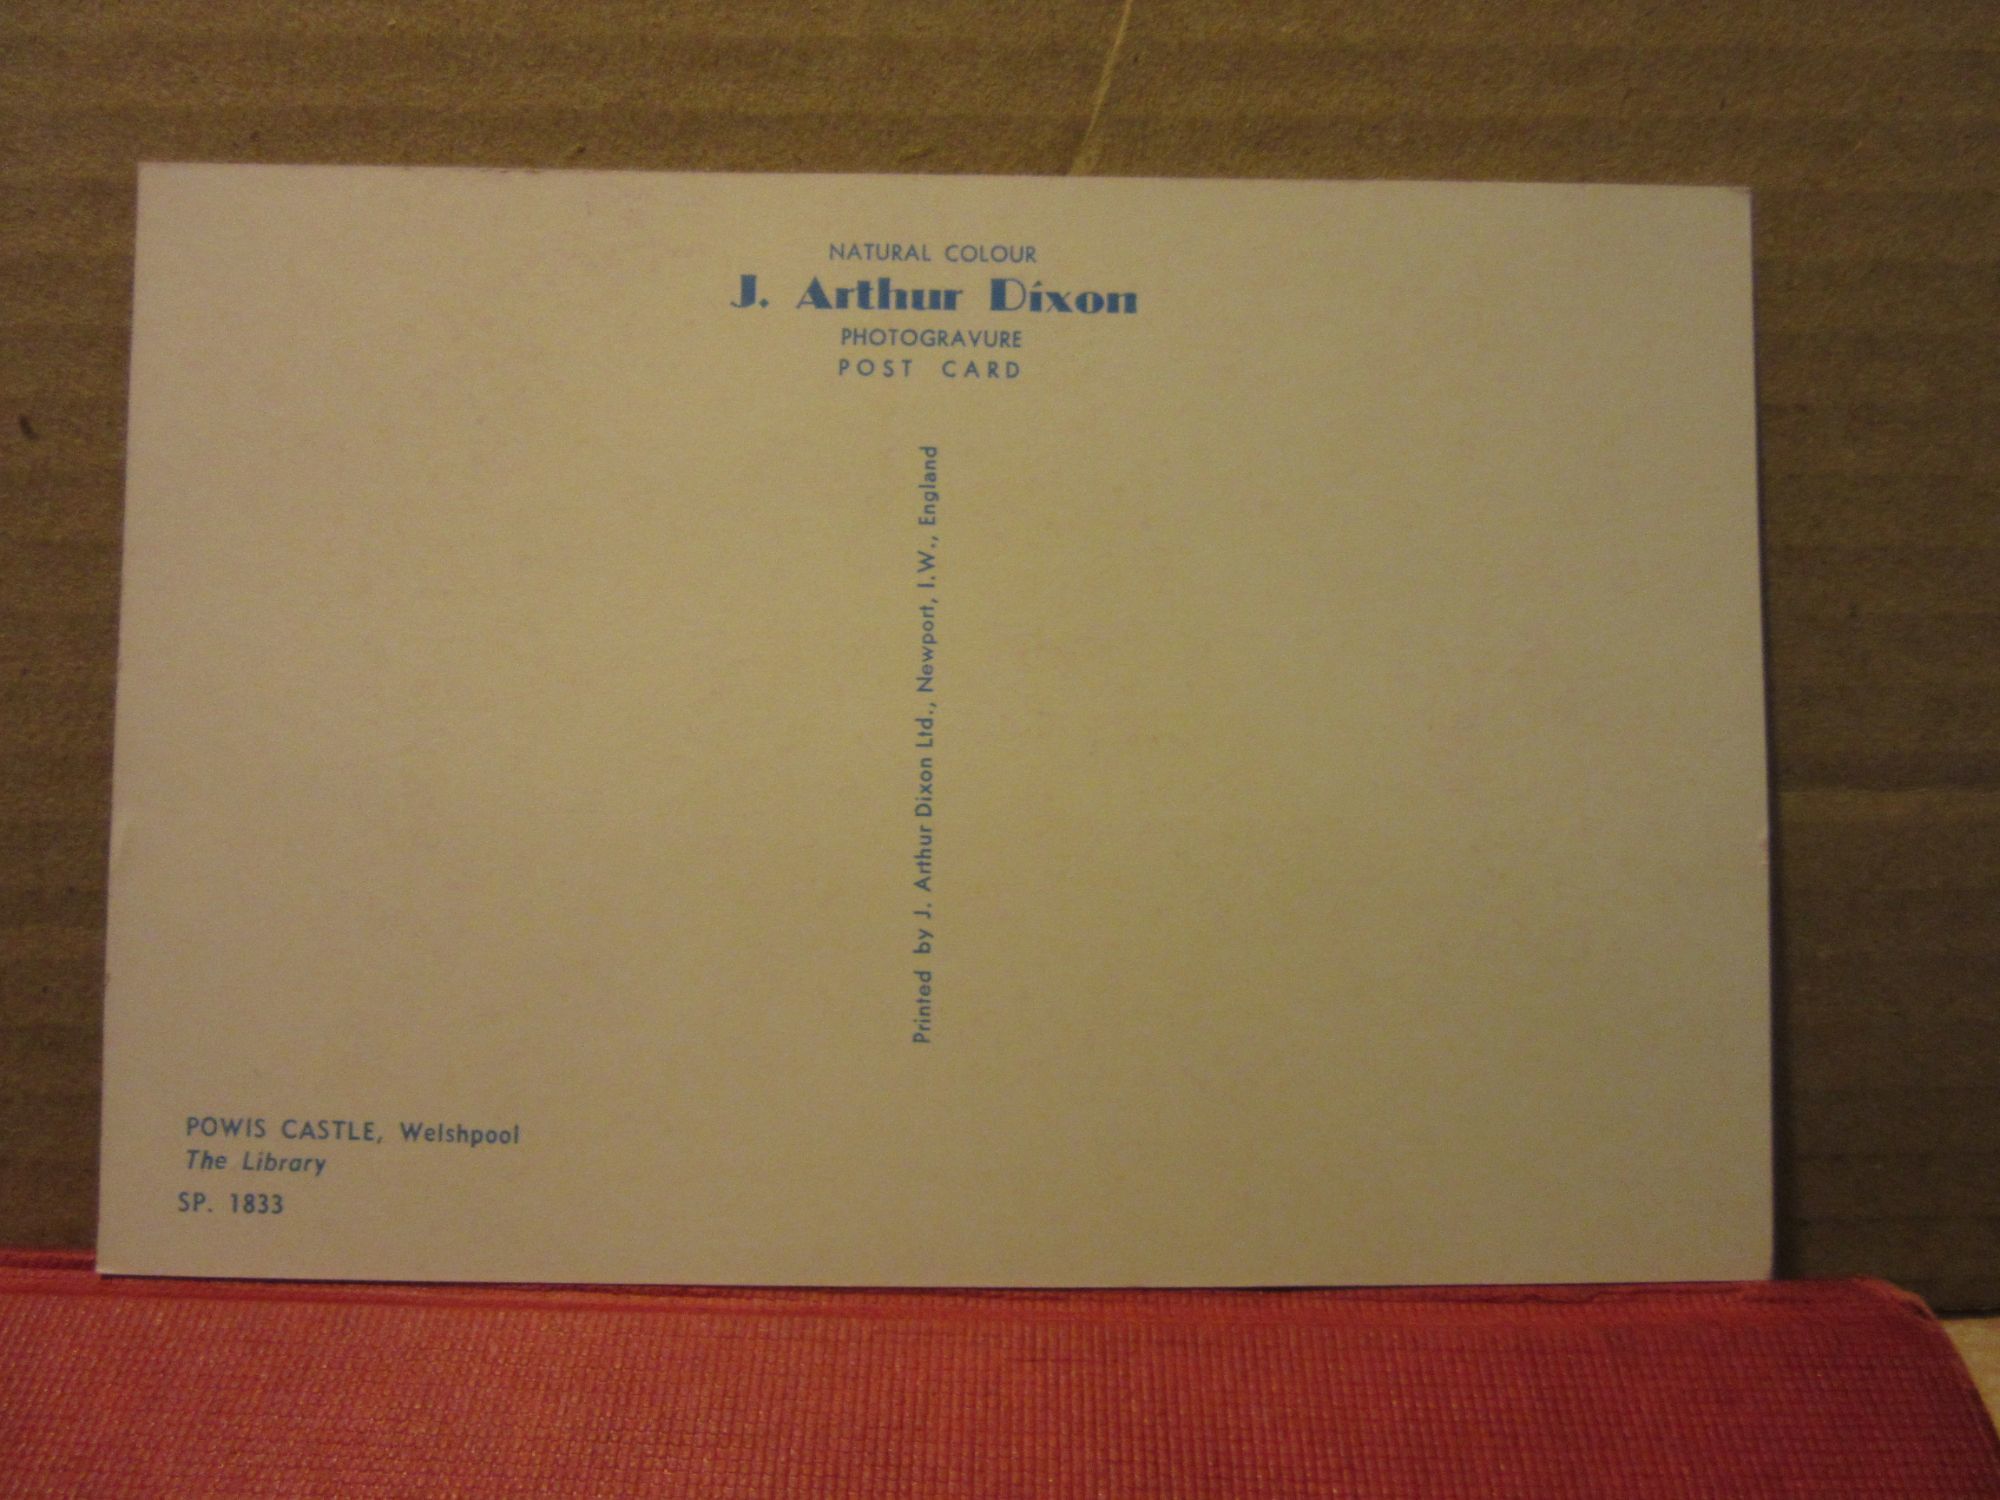 NATURAL COLOUR
J. Arthur Dixon
PHOTOGRAVURE
POST CARD
Printed by J. Arthur Dixon Ltd., Newport, I.W., England
POWIS CASTLE, Welshpool
The Library
SP. 1833